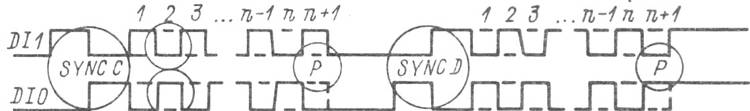 1 2 3 ... n-1 n n+1 1 2 3 ... n-1 n n+1
DI1
SYNC C P SYNC D P
DI0